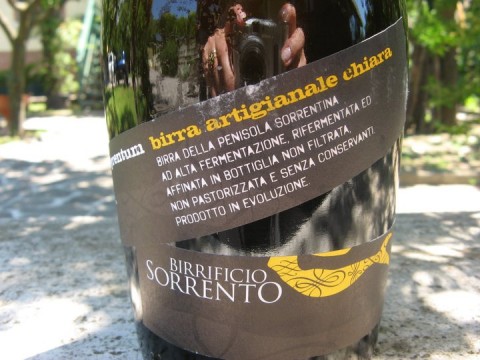 birra artigianale chiara
BIRRA DELLA PENISOLA SORRENTINA
AD ALTA FERMENTAZIONE, RIFERMENTATA ED
AFFINATA IN BOTTIGLIA NON FILTRATA,
NON PASTORIZZATA E SENZA CONSERVANTI.
PRODOTTO IN EVOLUZIONE.
BIRRIFICIO
SORRENTO